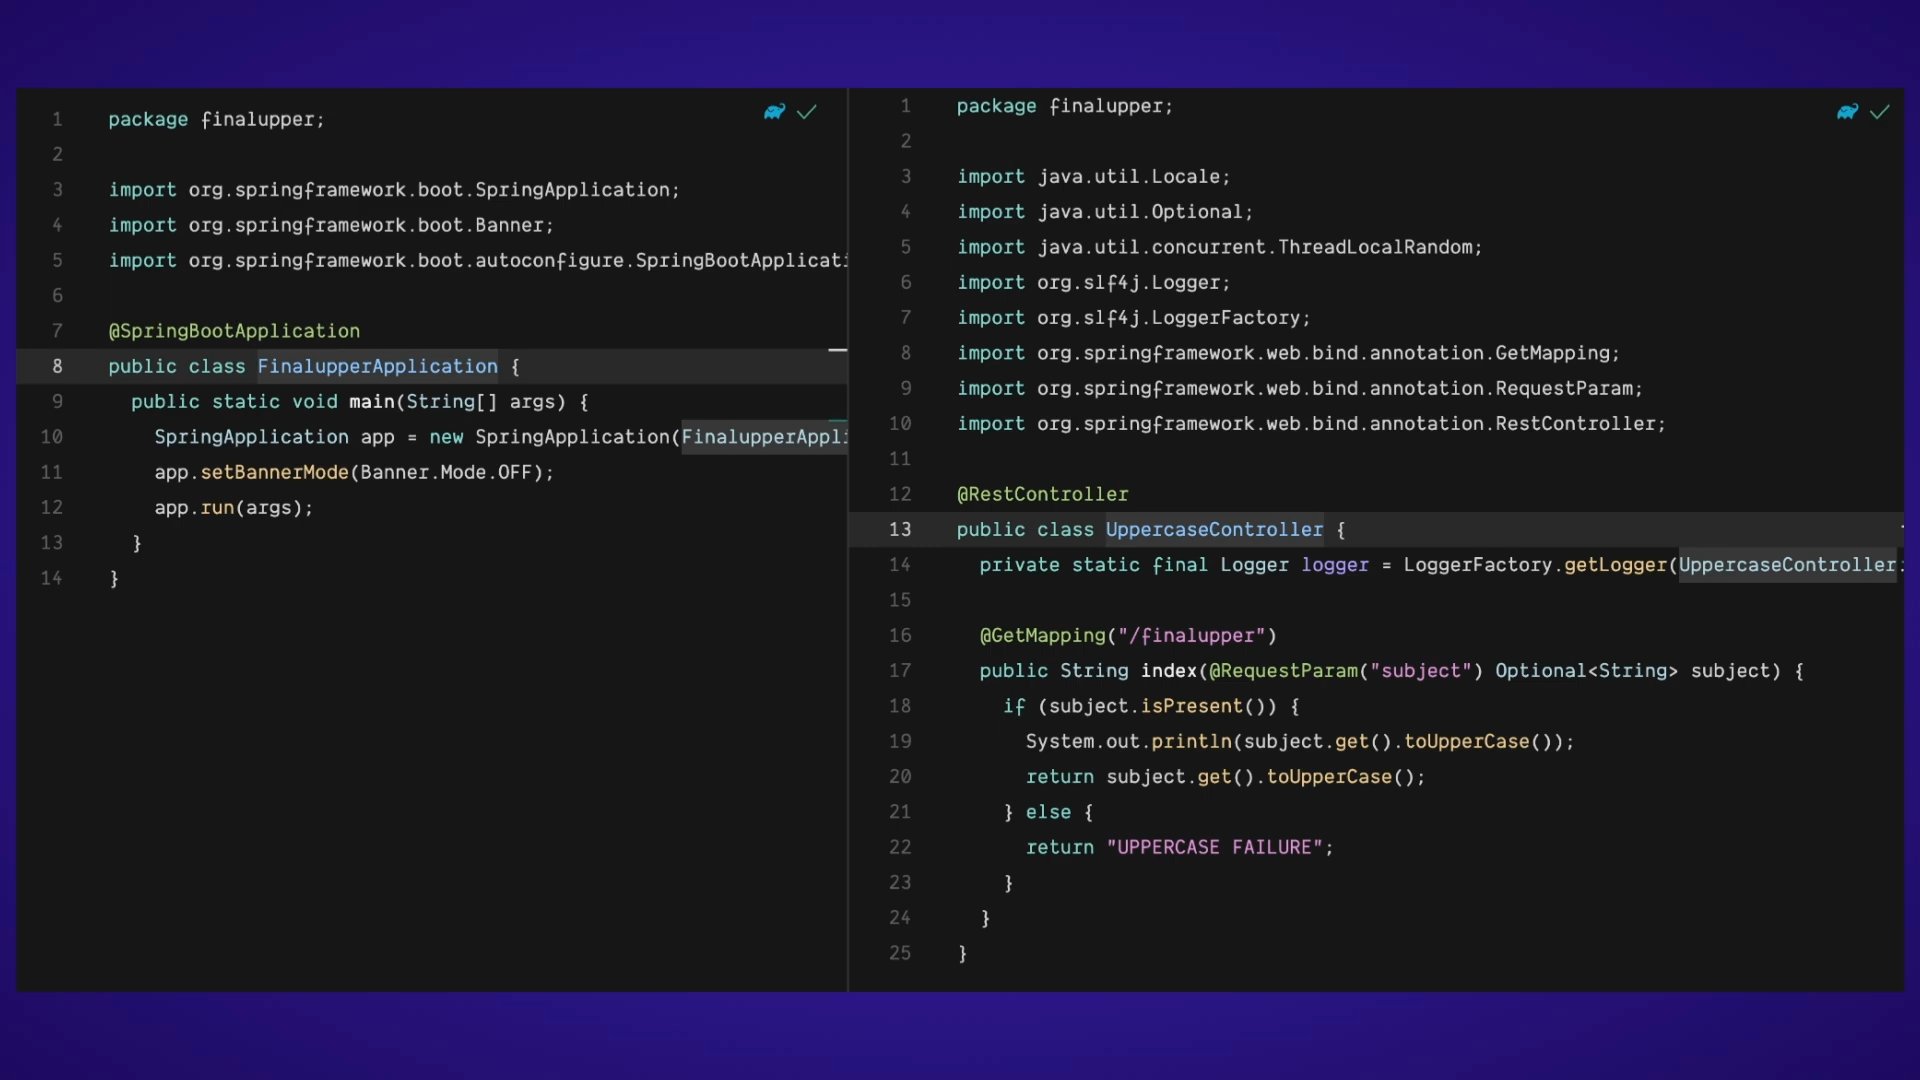 1 package finalupper;
2
3 import org.springframework.boot.SpringApplication;
4 import org.springframework.boot.Banner;
5 import org.springframework.boot.autoconfigure.SpringBootApplicati
6
7 @SpringBootApplication
8 public class FinalupperApplication {
9 public static void main(String[] args) {
10 SpringApplication app = new SpringApplication(FinalupperAppli
11 app.setBannerMode(Banner.Mode.OFF);
12 app.run(args);
13 }
14 }
1 package finalupper;
2
3 import java.util.Locale;
4 import java.util.Optional;
5 import java.util.concurrent.ThreadLocalRandom;
6 import org.slf4j.Logger;
7 import org.slf4j.LoggerFactory;
8 import org.springframework.web.bind.annotation.GetMapping;
9 import org.springframework.web.bind.annotation.RequestParam;
10 import org.springframework.web.bind.annotation.RestController;
11
12 @RestController
13 public class UppercaseController {
14 private static final Logger logger = LoggerFactory.getLogger(UppercaseController.
15
16 @GetMapping("/finalupper")
17 public String index(@RequestParam("subject") Optional<String> subject) {
18 if (subject.isPresent()) {
19 System.out.println(subject.get().toUpperCase());
20 return subject.get().toUpperCase();
21 } else {
22 return "UPPERCASE FAILURE";
23 }
24 }
25 }